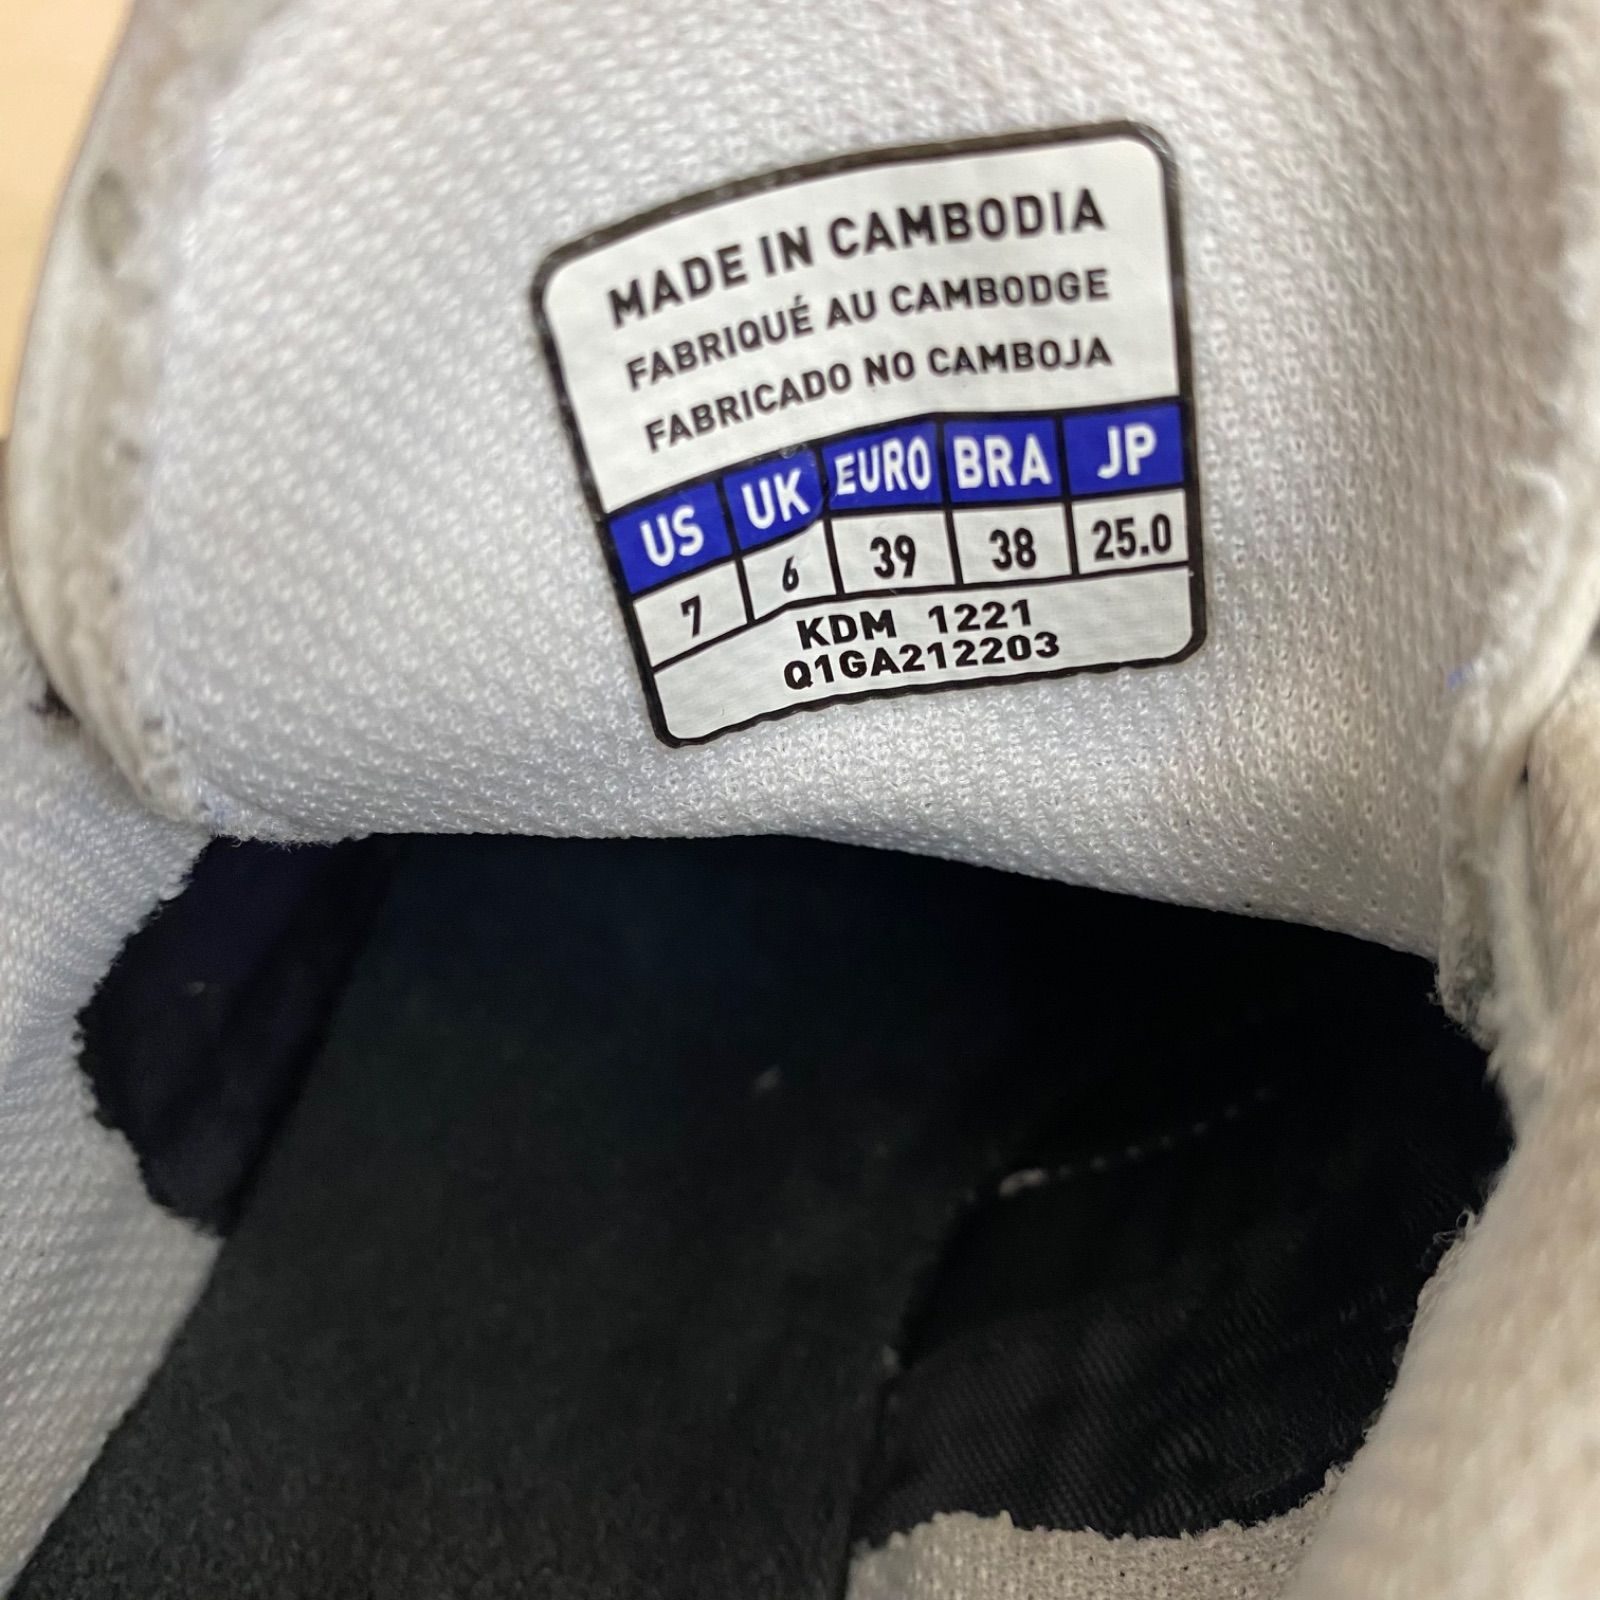 MADE IN CAMBODIA
FABRIQUÉ AU CAMBODGE
FABRICADO NO CAMBOJA
US UK EURO BRA JP
7 6 39 38 25.0
KDM 1221
Q1GA212203